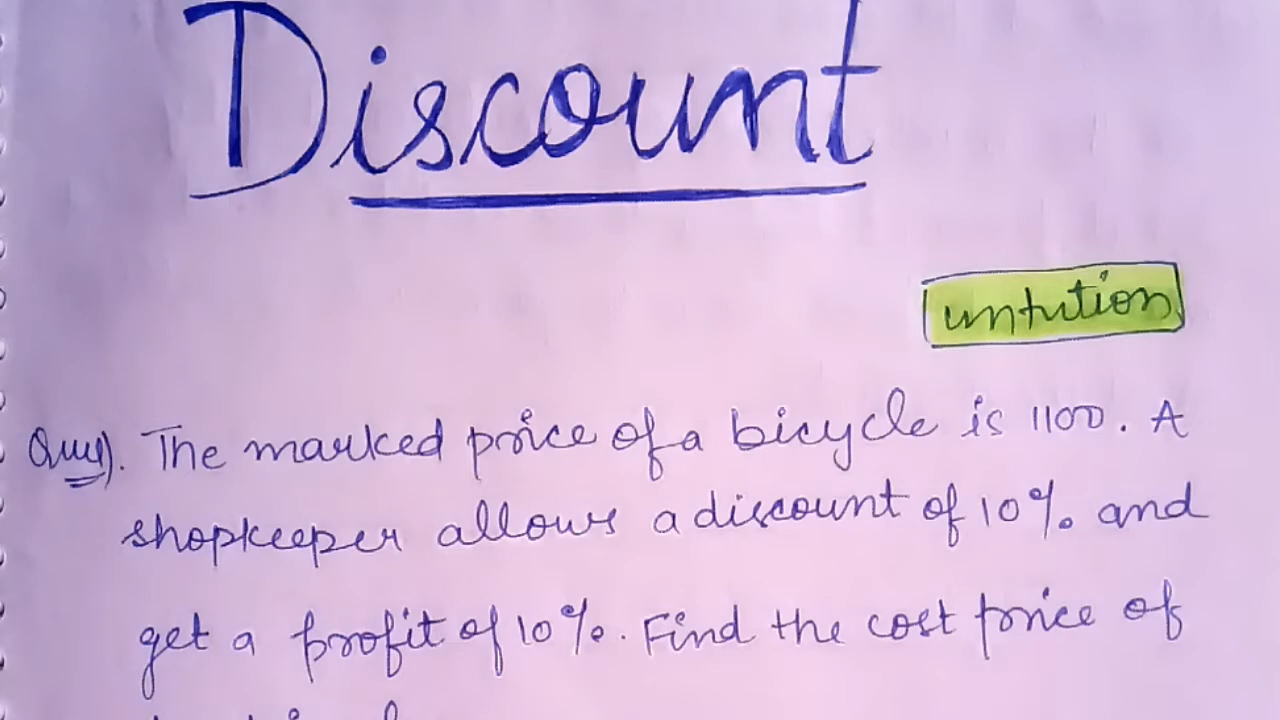 Discount
untution
Ques). The marked price of a bicycle is 1100. A
shopkeeper allows a discount of 10% and
get a profit of 10%. Find the cost price of